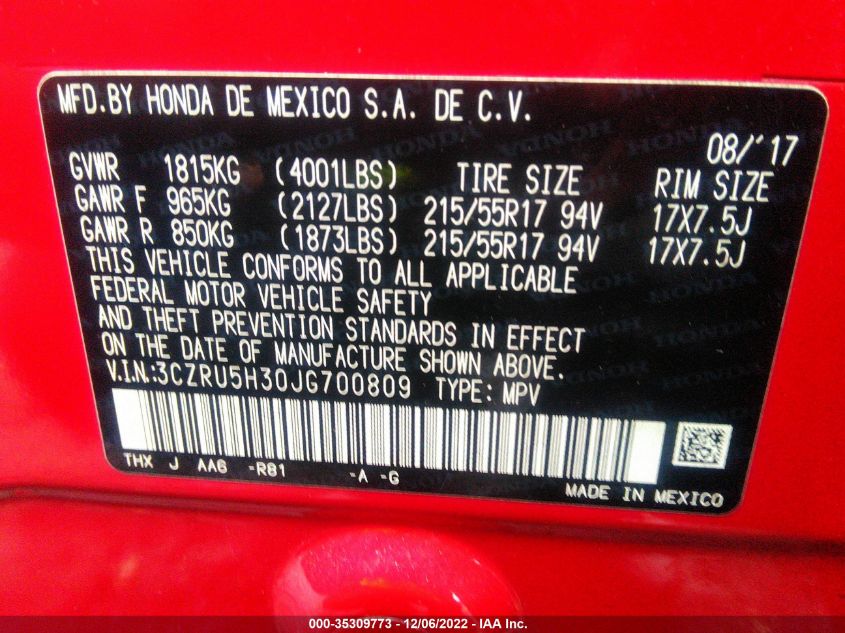 MFD.BY HONDA DE MEXICO S.A. DE C.V.
08/'17
GVWR 1815KG (4001LBS) TIRE SIZE RIM SIZE
GAWR F 965KG (2127LBS) 215/55R17 94V 17X7.5J
GAWR R 850KG (1873LBS) 215/55R17 94V 17X7.5J
THIS VEHICLE CONFORMS TO ALL APPLICABLE
FEDERAL MOTOR VEHICLE SAFETY
AND THEFT PREVENTION STANDARDS IN EFFECT
ON THE DATE OF MANUFACTURE SHOWN ABOVE.
V.I.N:3CZRU5H30JG700809 TYPE: MPV
THX J AA6 -R81 -A -G
MADE IN MEXICO
000-35309773 - 12/06/2022 - IAA Inc.